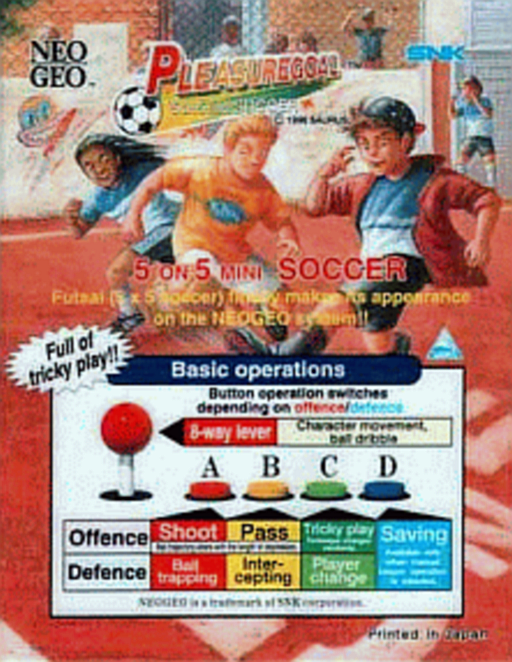 NEO
GEO
SNK
PLEASUREGOAL
© 1996 SAURUS
5 ON 5 MINI SOCCER
Futsal (5 x 5 soccer) finally makes its appearance
on the NEOGEO system!!
Full of
tricky play!!
Basic operations
Button operation switches
depending on offence/defence
8-way lever
Character movement,
ball dribble
A B C D
Offence Shoot Pass Tricky play Saving
Defence Ball trapping Inter-cepting Player change
NEOGEO is a trademark of SNK corporation.
Printed in Japan